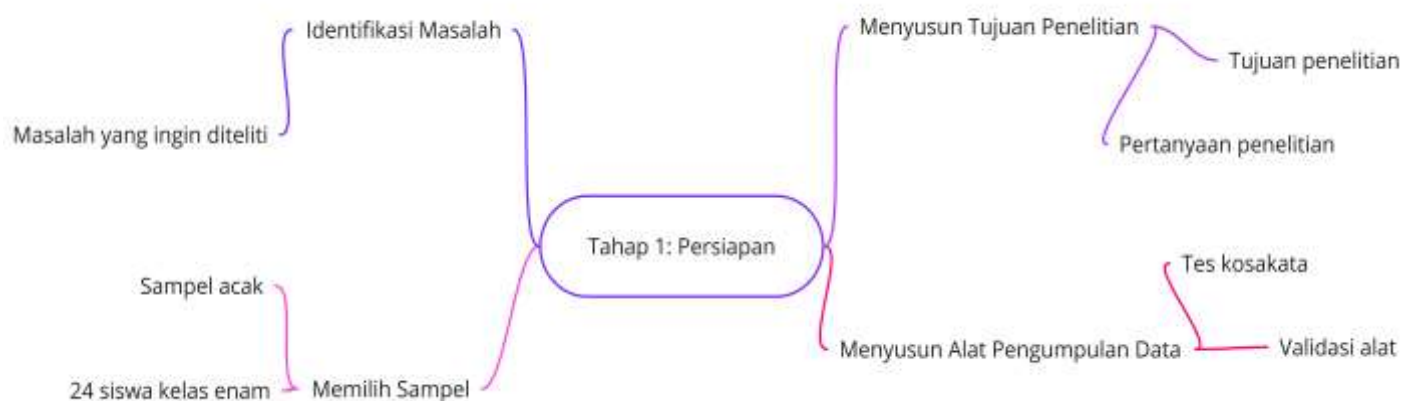 Identifikasi Masalah
Masalah yang ingin diteliti
Sampel acak
24 siswa kelas enam
Memilih Sampel
Tahap 1: Persiapan
Menyusun Tujuan Penelitian
Tujuan penelitian
Pertanyaan penelitian
Tes kosakata
Menyusun Alat Pengumpulan Data
Validasi alat